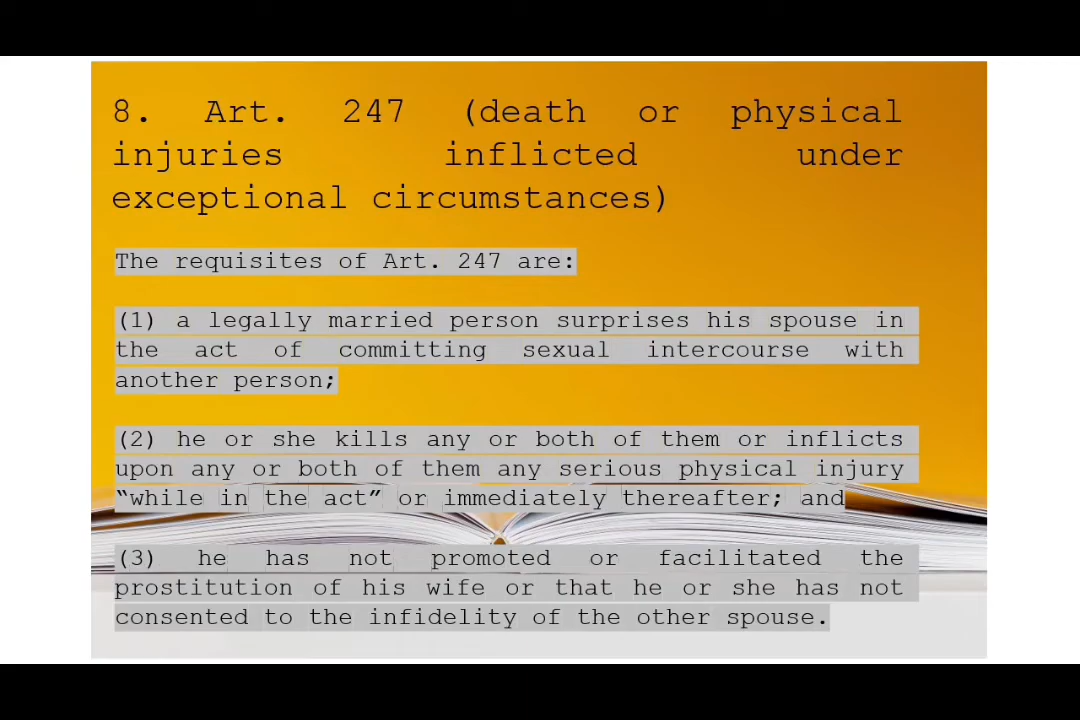 8. Art. 247 (death or physical
injuries inflicted under
exceptional circumstances)
The requisites of Art. 247 are:
(1) a legally married person surprises his spouse in
the act of committing sexual intercourse with
another person;
(2) he or she kills any or both of them or inflicts
upon any or both of them any serious physical injury
“while in the act” or immediately thereafter; and
(3) he has not promoted or facilitated the
prostitution of his wife or that he or she has not
consented to the infidelity of the other spouse.